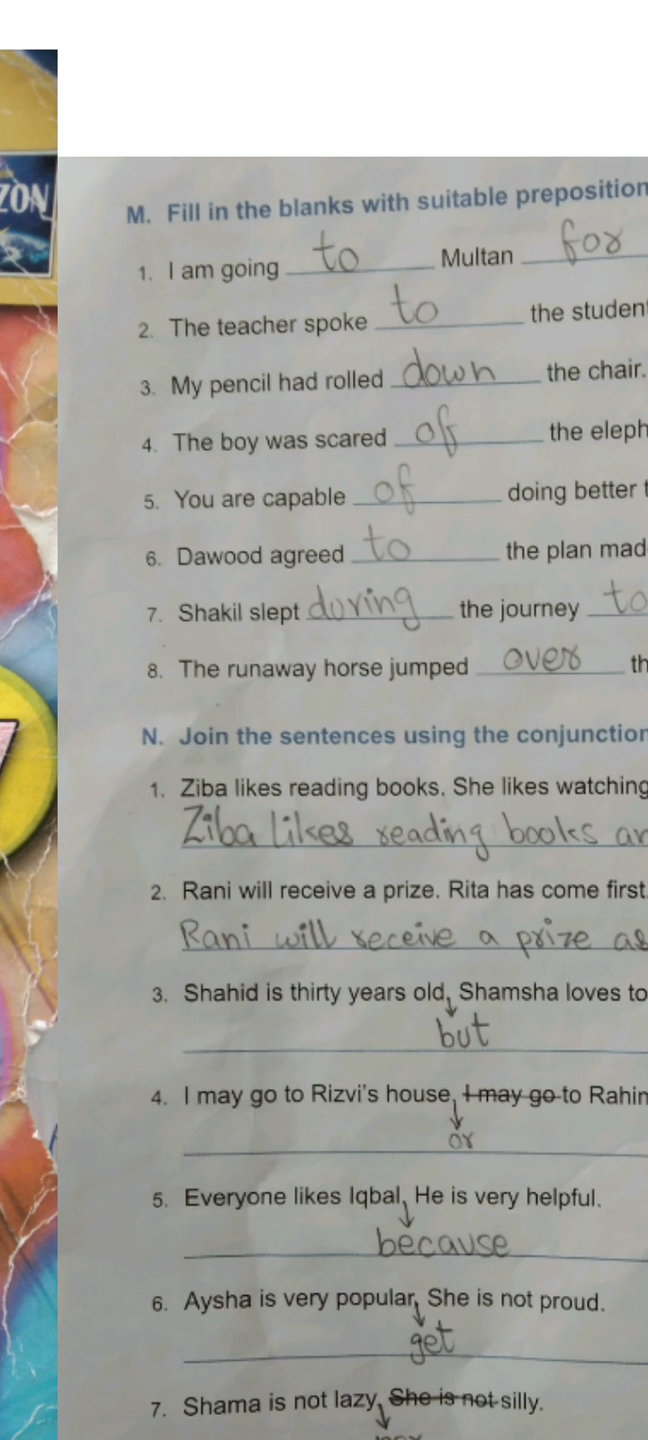 ZON
M. Fill in the blanks with suitable preposition
1. I am going to Multan for
2. The teacher spoke to the student
3. My pencil had rolled down the chair.
4. The boy was scared of the eleph
5. You are capable of doing better t
6. Dawood agreed to the plan mad
7. Shakil slept during the journey to
8. The runaway horse jumped over th
N. Join the sentences using the conjunction
1. Ziba likes reading books. She likes watching
Ziba likes reading books an
2. Rani will receive a prize. Rita has come first.
Rani will receive a prize as
3. Shahid is thirty years old, Shamsha loves to
but
4. I may go to Rizvi's house, I may go to Rahin
or
5. Everyone likes Iqbal, He is very helpful.
because
6. Aysha is very popular, She is not proud.
get
7. Shama is not lazy, She is not silly.